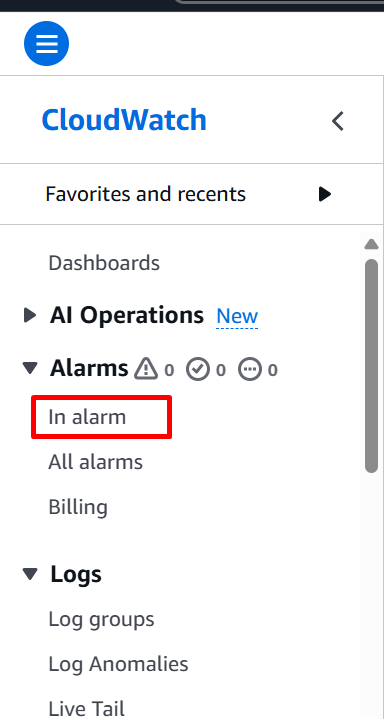 CloudWatch
Favorites and recents
Dashboards
AI Operations New
Alarms 0 0 0
In alarm
All alarms
Billing
Logs
Log groups
Log Anomalies
Live Tail